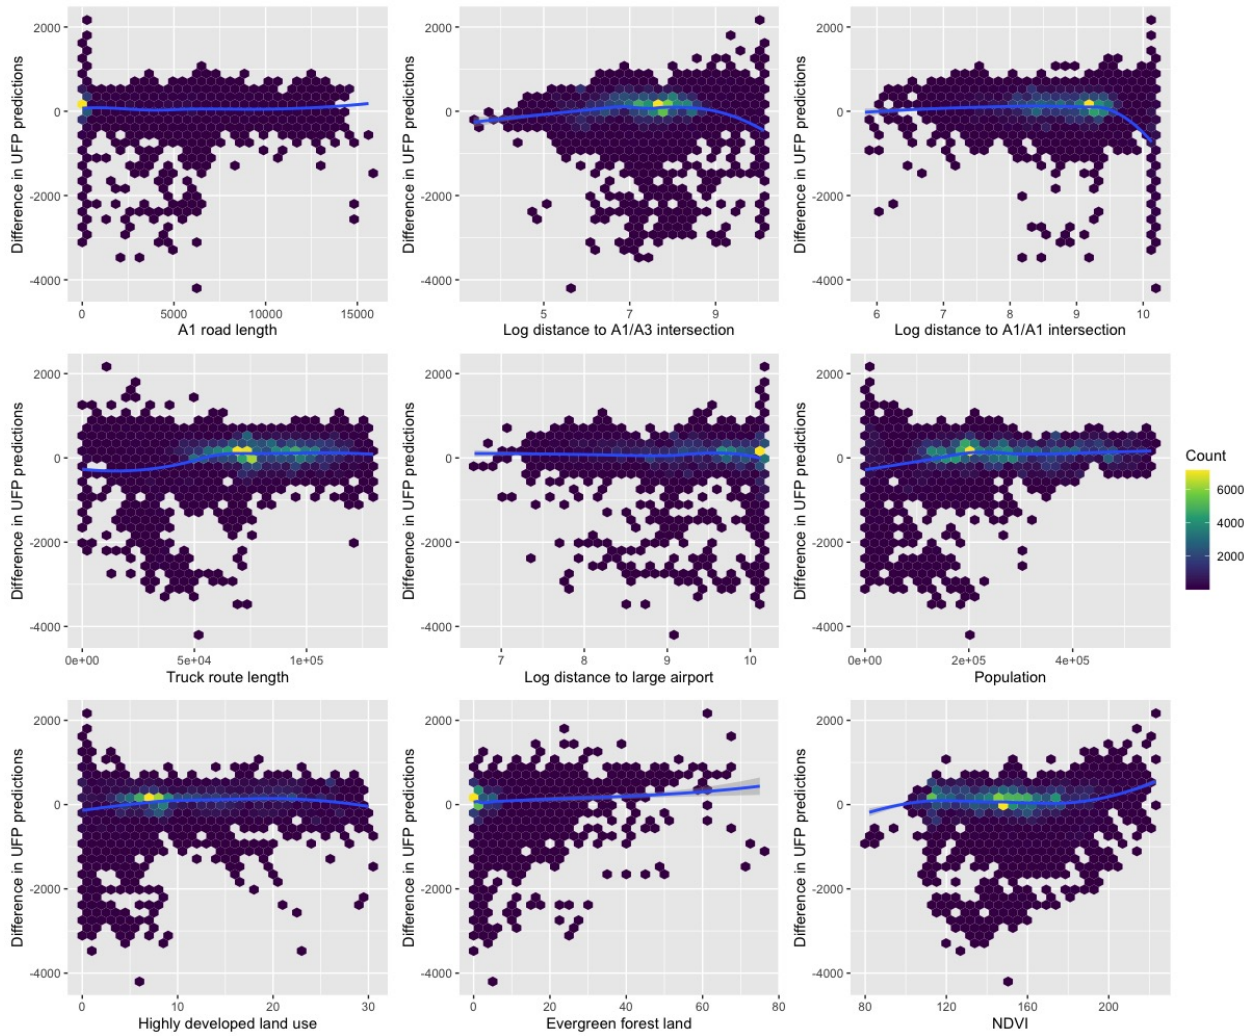 2000
0
-2000
-4000
Difference in UFP predictions
0
5000
10000
15000
A1 road length
2000
0
-2000
-4000
Difference in UFP predictions
5
7
9
Log distance to A1/A3 intersection
2000
0
-2000
-4000
Difference in UFP predictions
6
7
8
9
10
Log distance to A1/A1 intersection
2000
0
-2000
-4000
Difference in UFP predictions
0e+00
5e+04
1e+05
Truck route length
2000
0
-2000
-4000
Difference in UFP predictions
7
8
9
10
Log distance to large airport
2000
0
-2000
-4000
Difference in UFP predictions
0e+00
2e+05
4e+05
Population
Count
6000
4000
2000
2000
0
-2000
-4000
Difference in UFP predictions
0
10
20
30
Highly developed land use
2000
0
-2000
-4000
Difference in UFP predictions
0
20
40
60
80
Evergreen forest land
2000
0
-2000
-4000
Difference in UFP predictions
80
120
160
200
NDVI